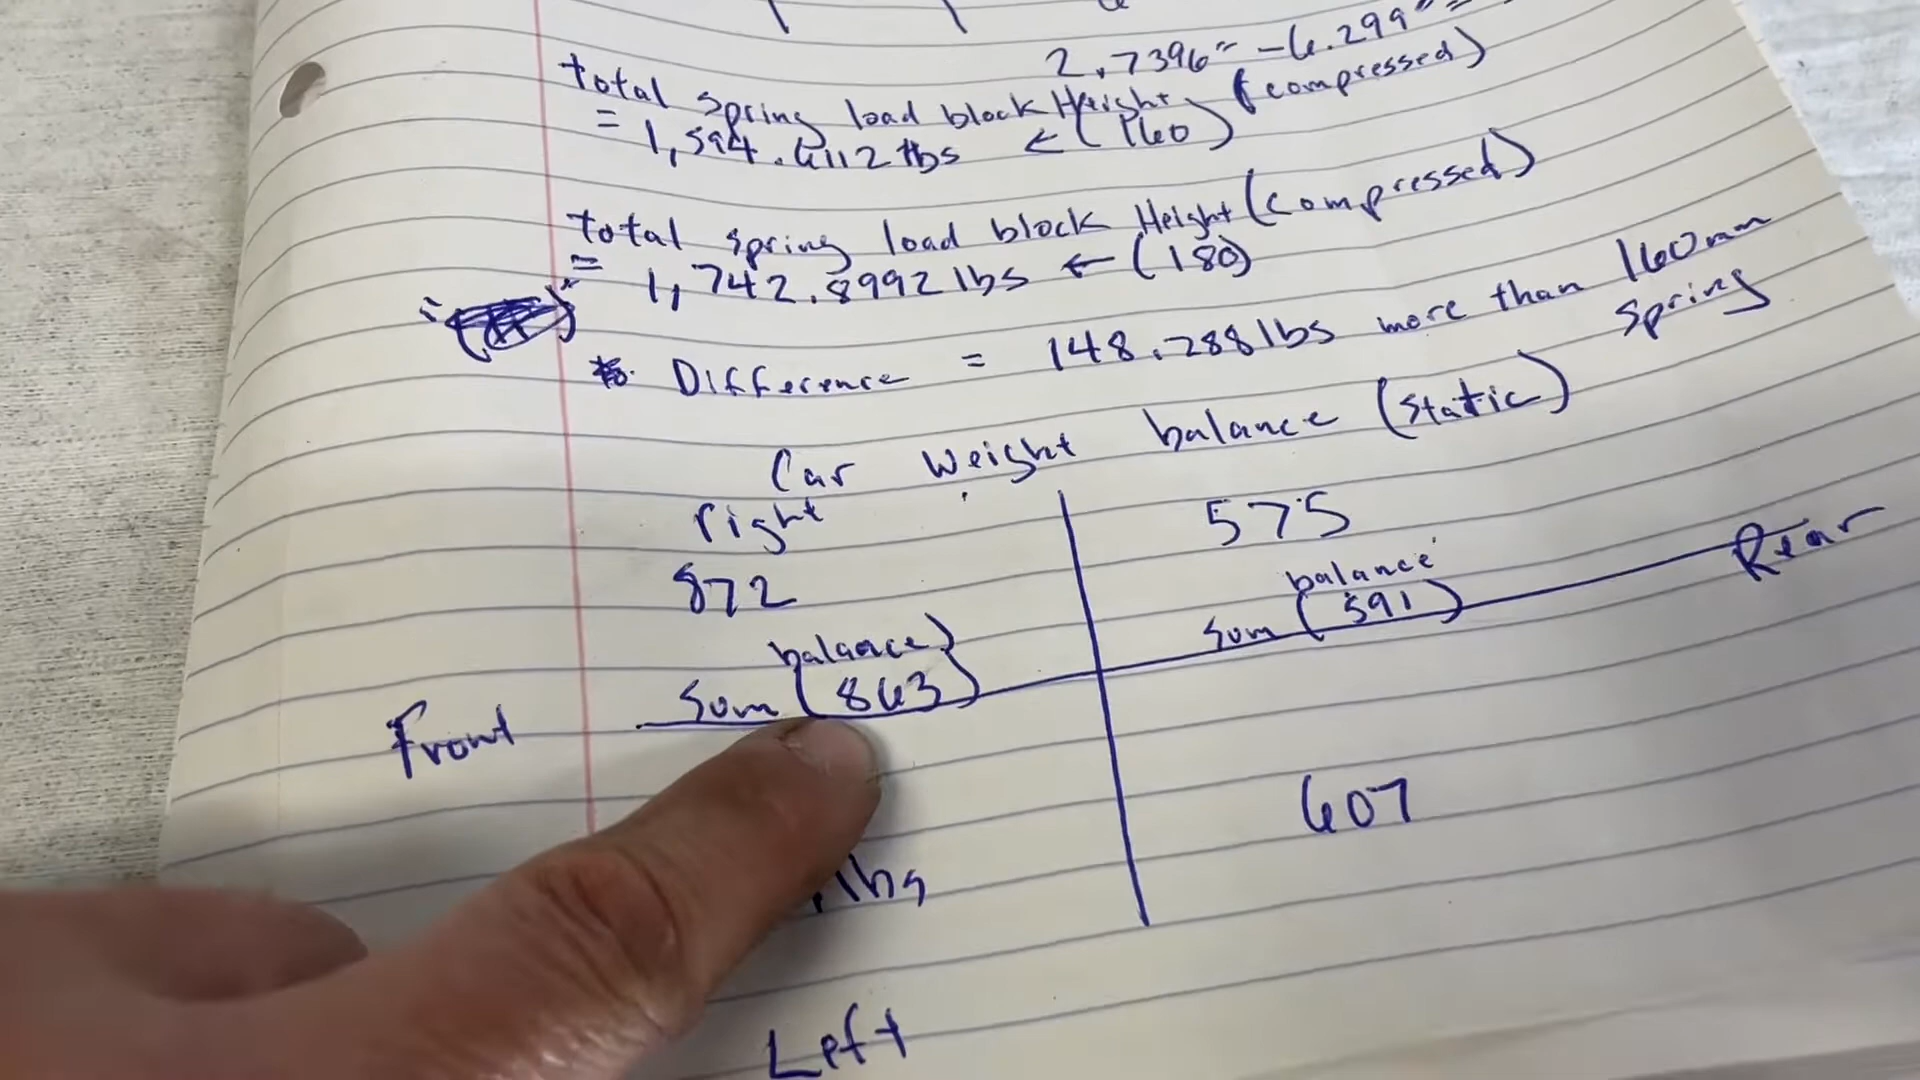 2.7396" - 6.299" =
total spring load block Height (compressed)
= 1,594.6112 lbs ← (160)
total spring load block Height (compressed)
= 1,742.8992 lbs ← (180)
Difference = 148.288 lbs more than 160mm spring
Car Weight balance (static)
right
872
575
balance
sum (863)
balance
sum (591)
Front
Rear
lbs
607
Left